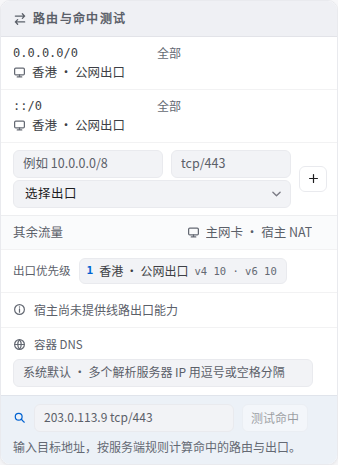 路由与命中测试
0.0.0.0/0 全部
香港 · 公网出口
::/0 全部
香港 · 公网出口
例如 10.0.0.0/8 tcp/443
选择出口
其余流量 主网卡 · 宿主 NAT
出口优先级 1 香港 · 公网出口 v4 10 · v6 10
宿主尚未提供线路出口能力
容器 DNS
系统默认 · 多个解析服务器 IP 用逗号或空格分隔
203.0.113.9 tcp/443 测试命中
输入目标地址，按服务端规则计算命中的路由与出口。